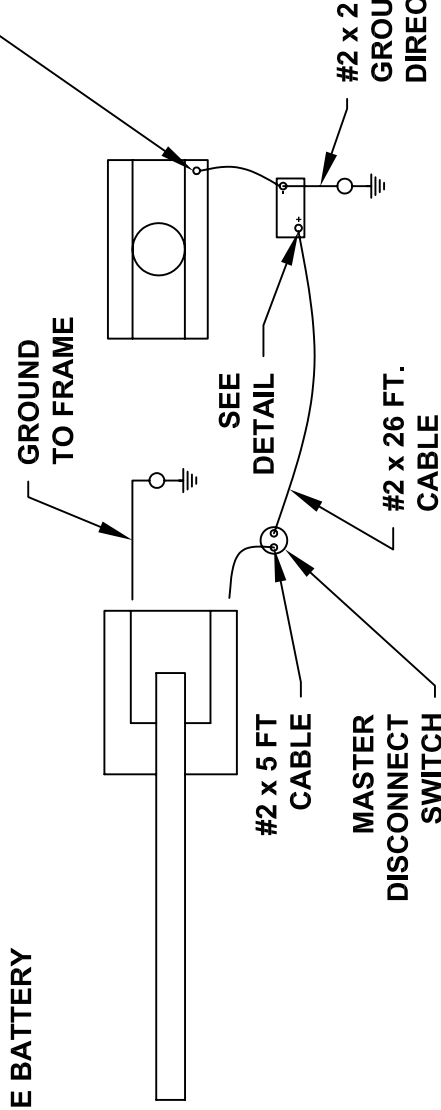 E BATTERY
GROUND
TO FRAME
#2 x 5 FT
CABLE
MASTER
DISCONNECT
SWITCH
SEE
DETAIL
#2 x 26 FT.
CABLE
#2 x 2
GROU
DIREC
- +